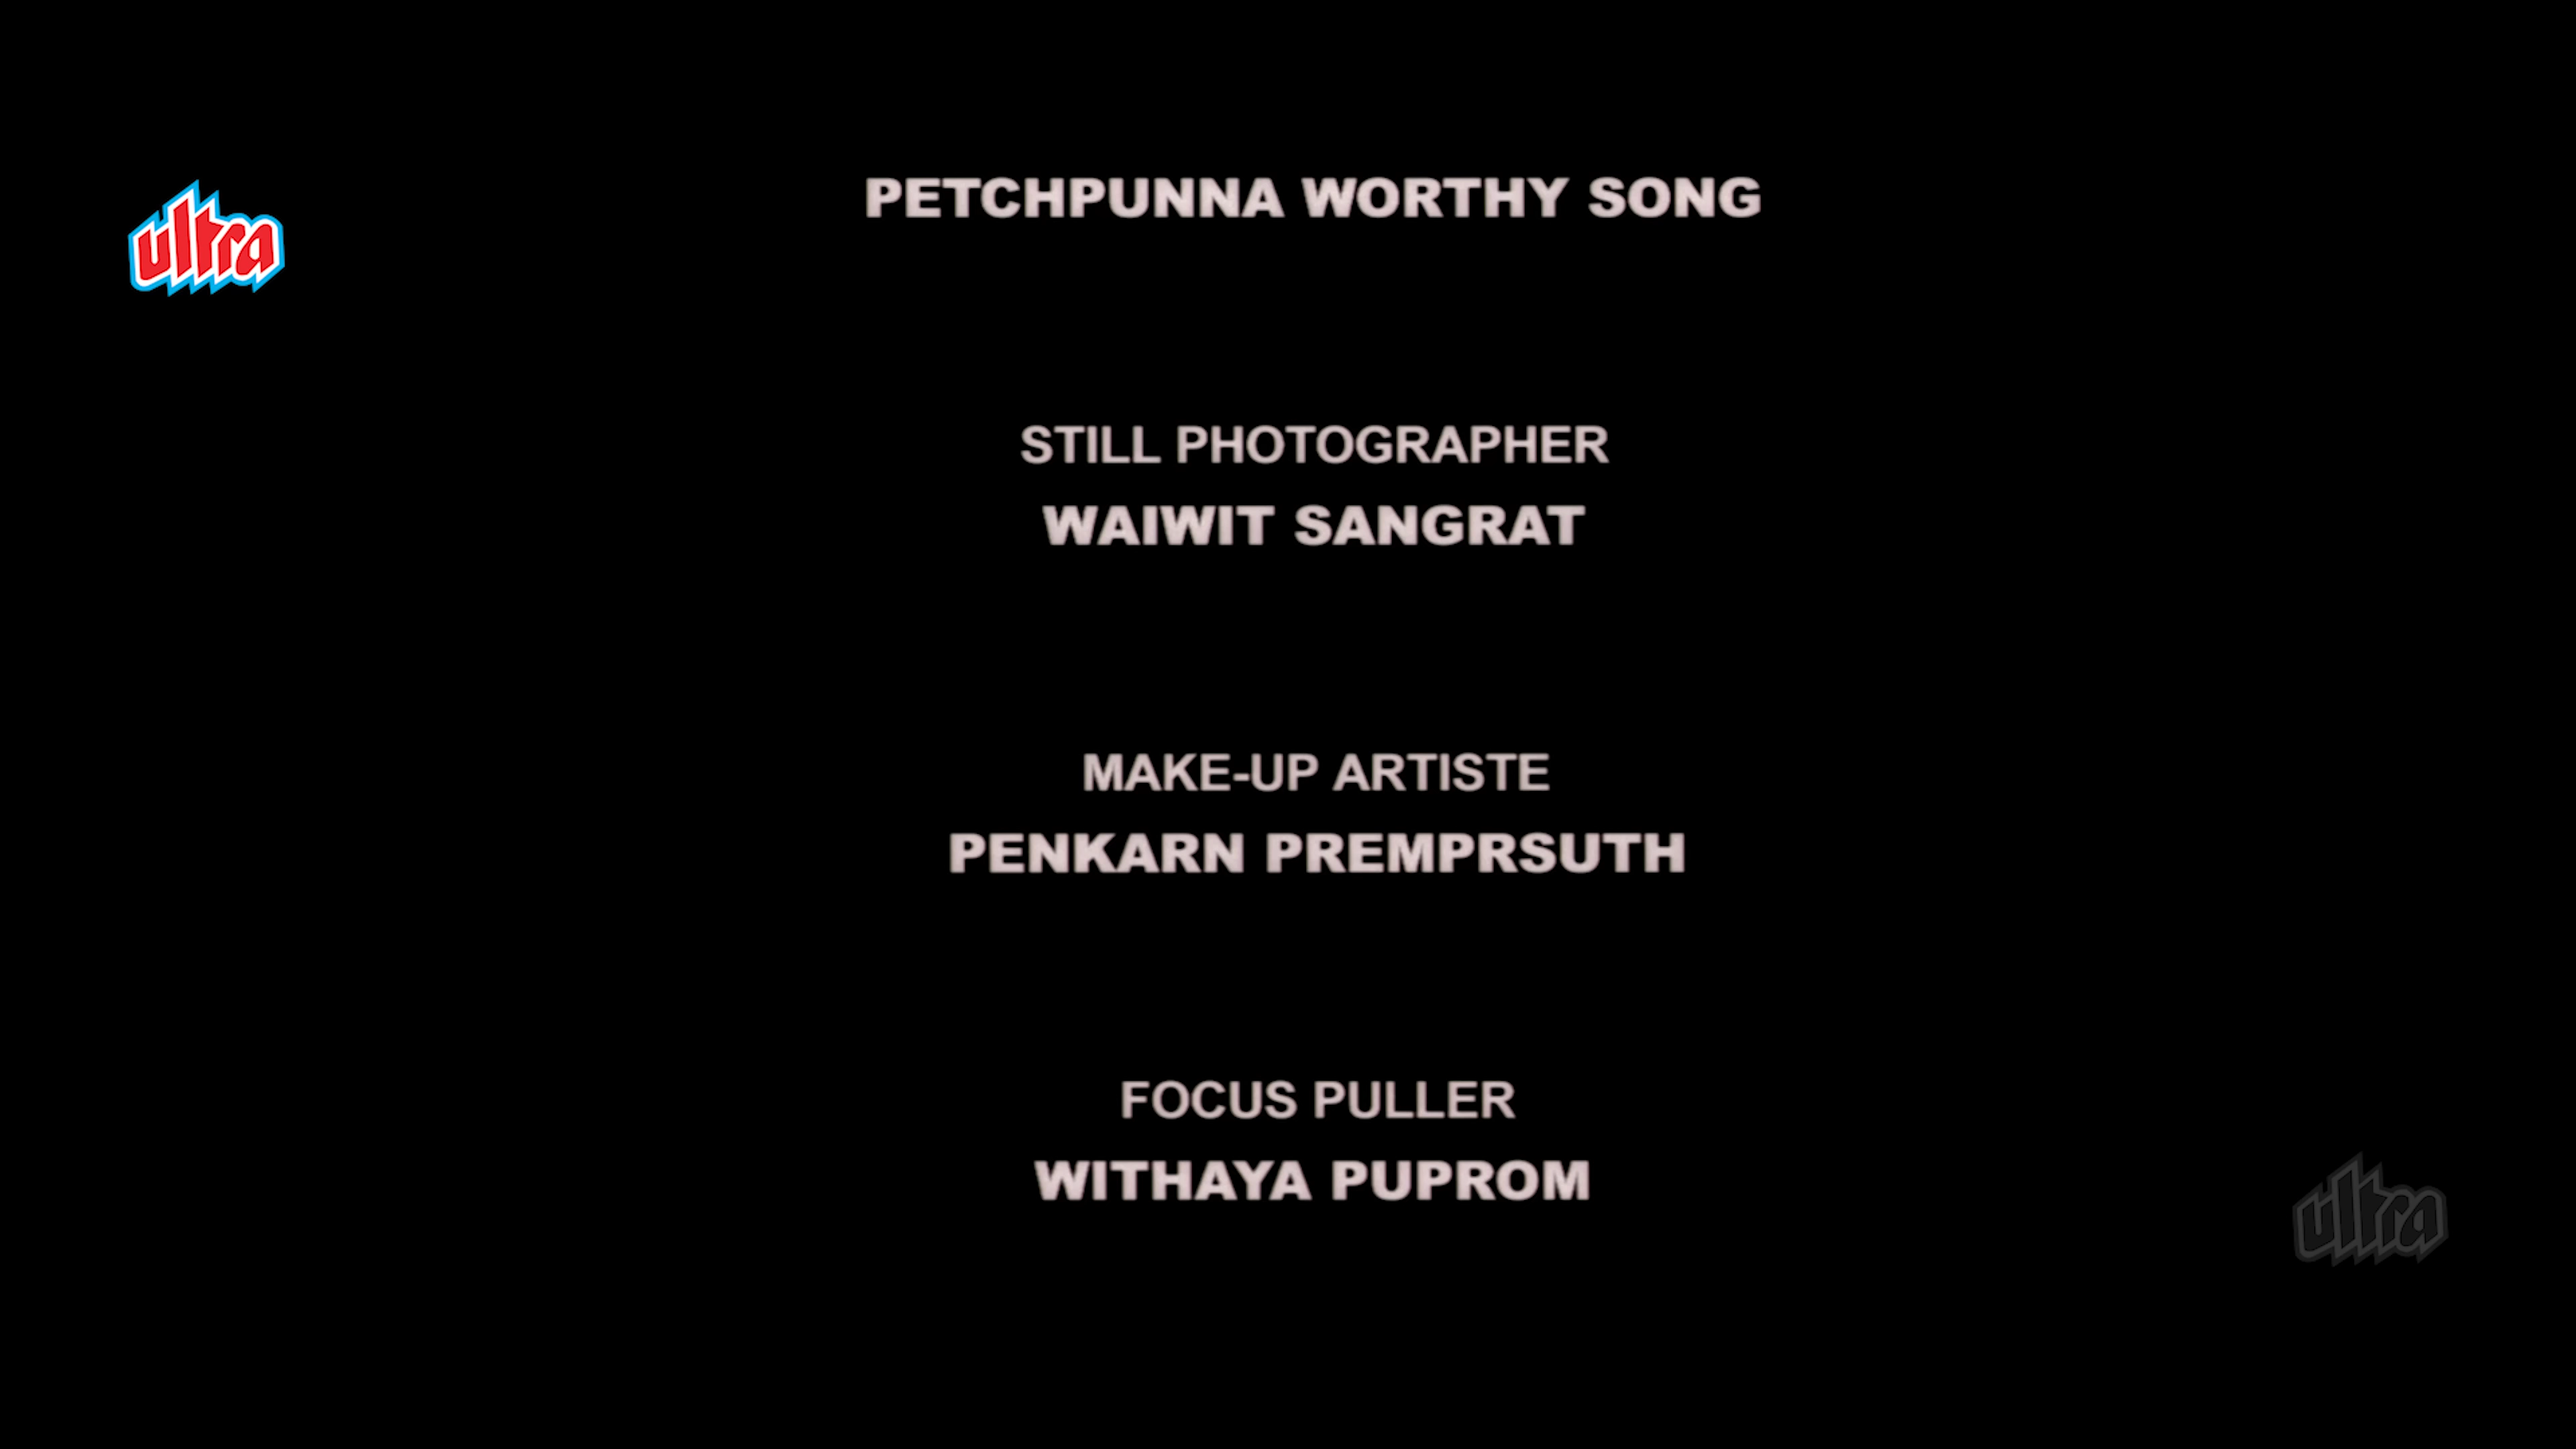 PETCHPUNNA WORTHY SONG
ultra
STILL PHOTOGRAPHER
WAIWIT SANGRAT
MAKE-UP ARTISTE
PENKARN PREMPRSUTH
FOCUS PULLER
WITHAYA PUPROM
ultra